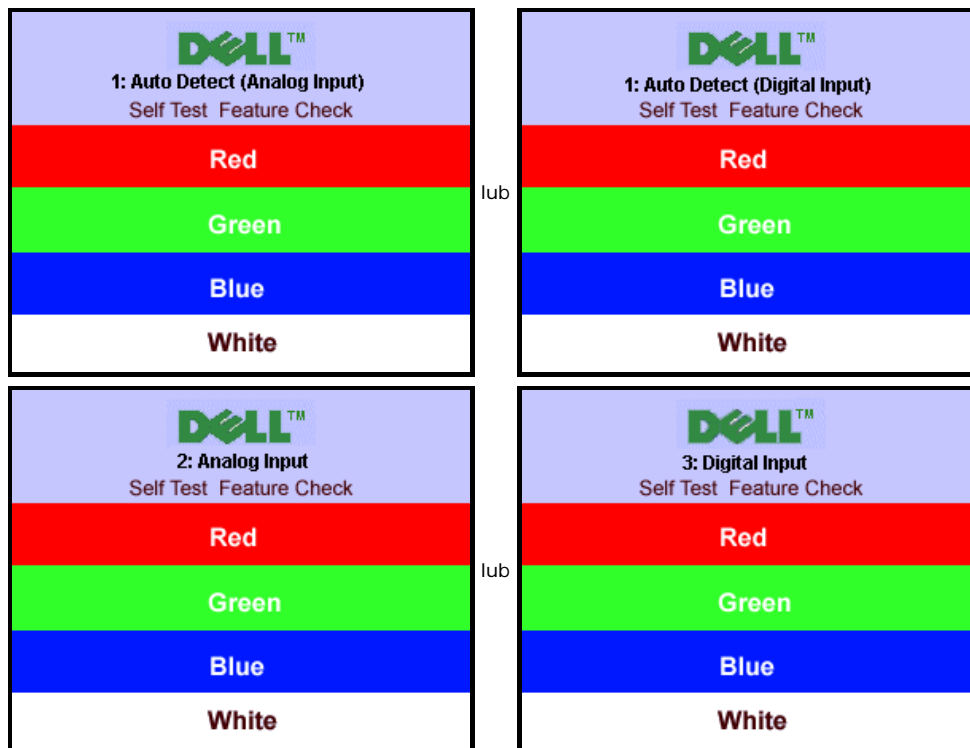 DELL™
1: Auto Detect (Analog Input)
Self Test Feature Check
Red
Green
Blue
White
lub
DELL™
1: Auto Detect (Digital Input)
Self Test Feature Check
Red
Green
Blue
White
DELL™
2: Analog Input
Self Test Feature Check
Red
Green
Blue
White
lub
DELL™
3: Digital Input
Self Test Feature Check
Red
Green
Blue
White